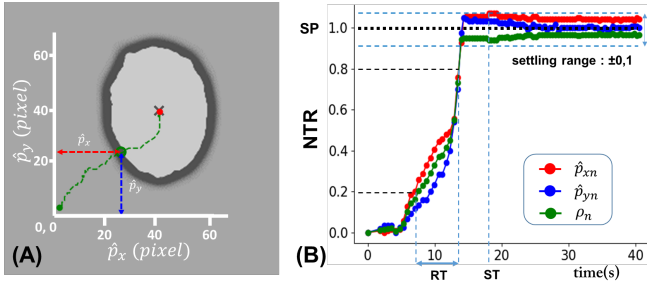 60
40
20
0, 0
20
40
60
p̂y (pixel)
p̂x (pixel)
p̂x
p̂y
(A)
SP
1.0
0.8
0.6
0.4
0.2
0.0
NTR
settling range : ±0,1
p̂xn
p̂yn
ρn
0
10
20
30
40
RT
ST
time(s)
(B)